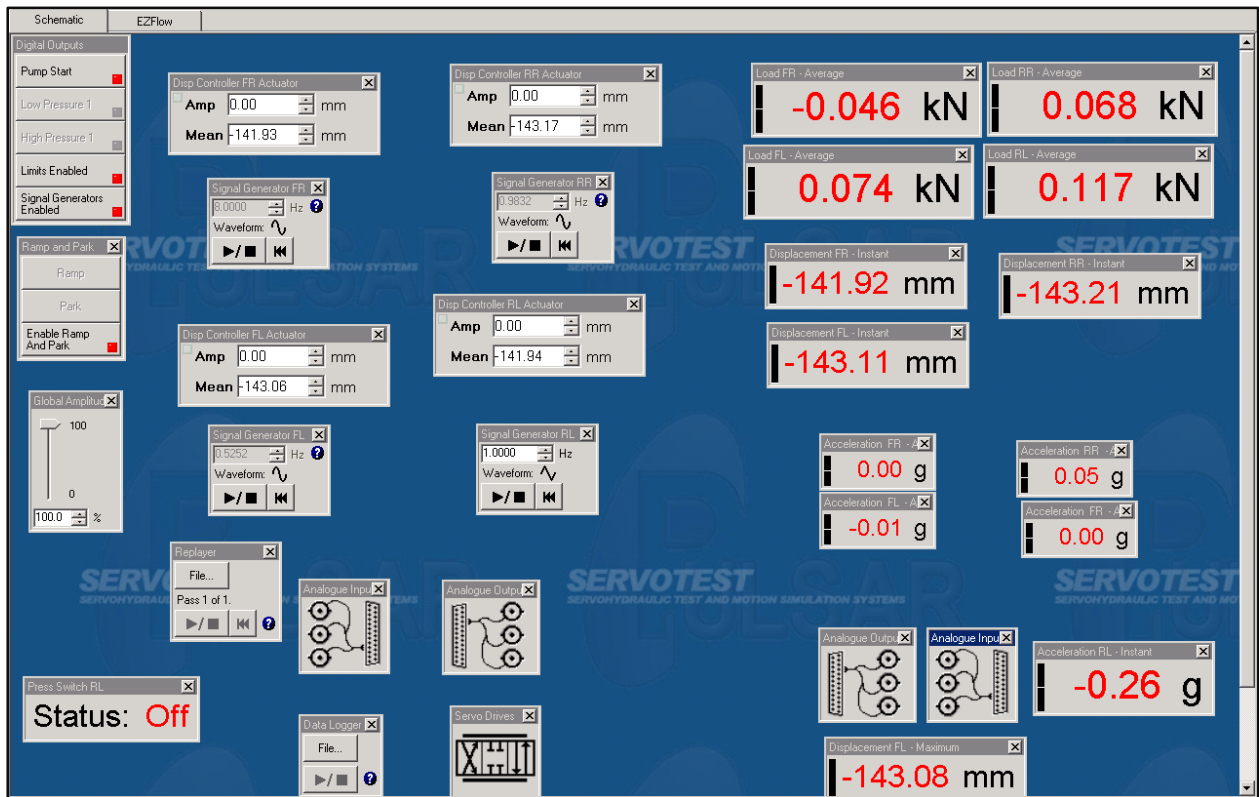 Schematic
EZFlow
Digital Outputs
Pump Start
Low Pressure 1
High Pressure 1
Limits Enabled
Signal Generators
Enabled
Ramp and Park
Ramp
Park
Enable Ramp
And Park
Global Amplitud
100
0
100.0 %
Disp Controller FR Actuator
Amp 0.00 mm
Mean -141.93 mm
Signal Generator FR
8.0000 Hz
Waveform:
Disp Controller RR Actuator
Amp 0.00 mm
Mean -143.17 mm
Signal Generator RR
0.9832 Hz
Waveform:
Disp Controller FL Actuator
Amp 0.00 mm
Mean -143.06 mm
Signal Generator FL
0.5252 Hz
Waveform:
Disp Controller RL Actuator
Amp 0.00 mm
Mean -141.94 mm
Signal Generator RL
1.0000 Hz
Waveform:
Load FR - Average
-0.046 kN
Load RR - Average
0.068 kN
Load FL - Average
0.074 kN
Load RL - Average
0.117 kN
Displacement FR - Instant
-141.92 mm
Displacement RR - Instant
-143.21 mm
Displacement FL - Instant
-143.11 mm
Acceleration FR - A
0.00 g
Acceleration RR - A
0.05 g
Acceleration FL - A
-0.01 g
Acceleration FR - A
0.00 g
Replayer
File...
Pass 1 of 1.
Analogue Input
Analogue Outpu
Analogue Outpu
Analogue Input
Acceleration RL - Instant
-0.26 g
Press Switch RL
Status: Off
Data Logger
File...
Servo Drives
Displacement FL - Maximum
-143.08 mm
SERVOTEST
SERVOHYDRAULIC TEST AND MOTION SIMULATION SYSTEMS
PULSAR